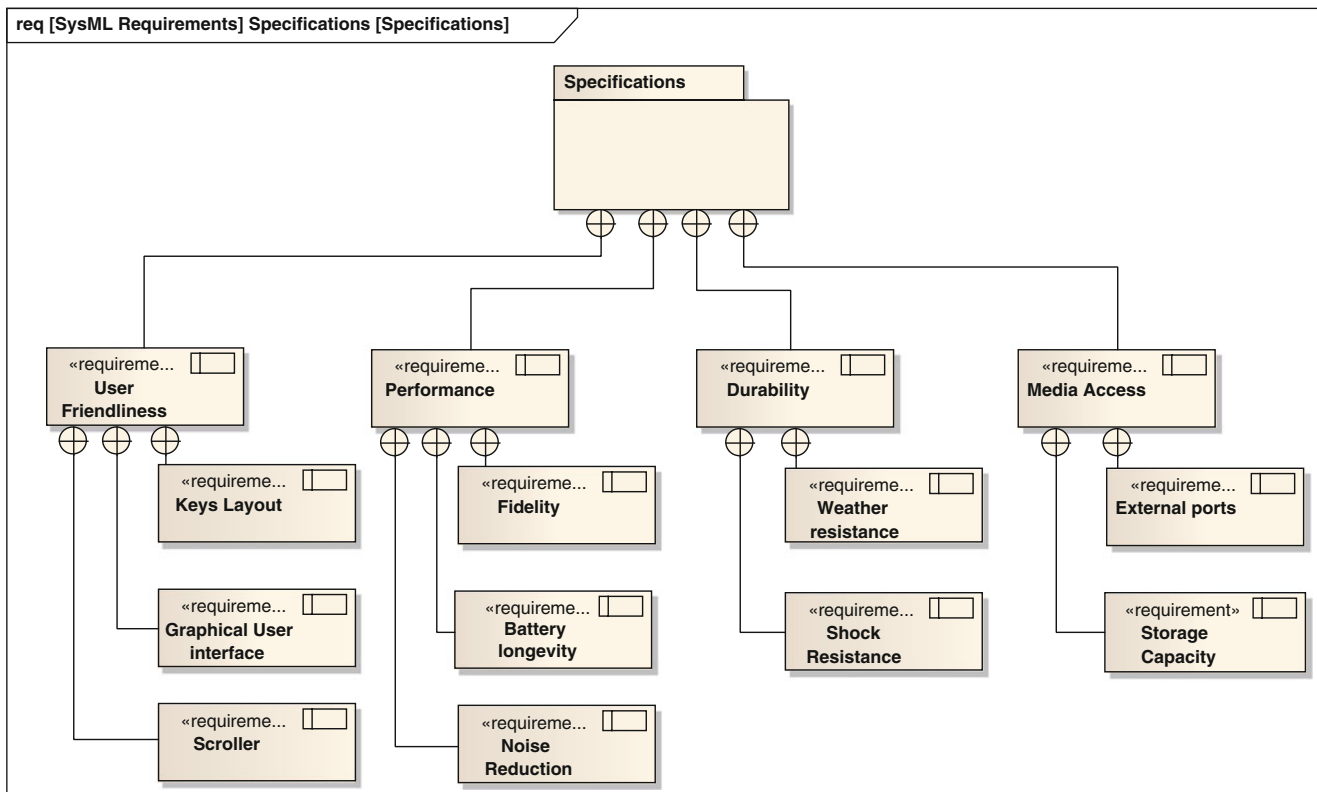 req [SysML Requirements] Specifications [Specifications]
Specifications
«requireme...
User
Friendliness
«requireme...
Performance
«requireme...
Durability
«requireme...
Media Access
«requireme...
Keys Layout
«requireme...
Fidelity
«requireme...
Weather
resistance
«requireme...
External ports
«requireme...
Graphical User
interface
«requireme...
Battery
longevity
«requireme...
Shock
Resistance
«requirement»
Storage
Capacity
«requireme...
Scroller
«requireme...
Noise
Reduction